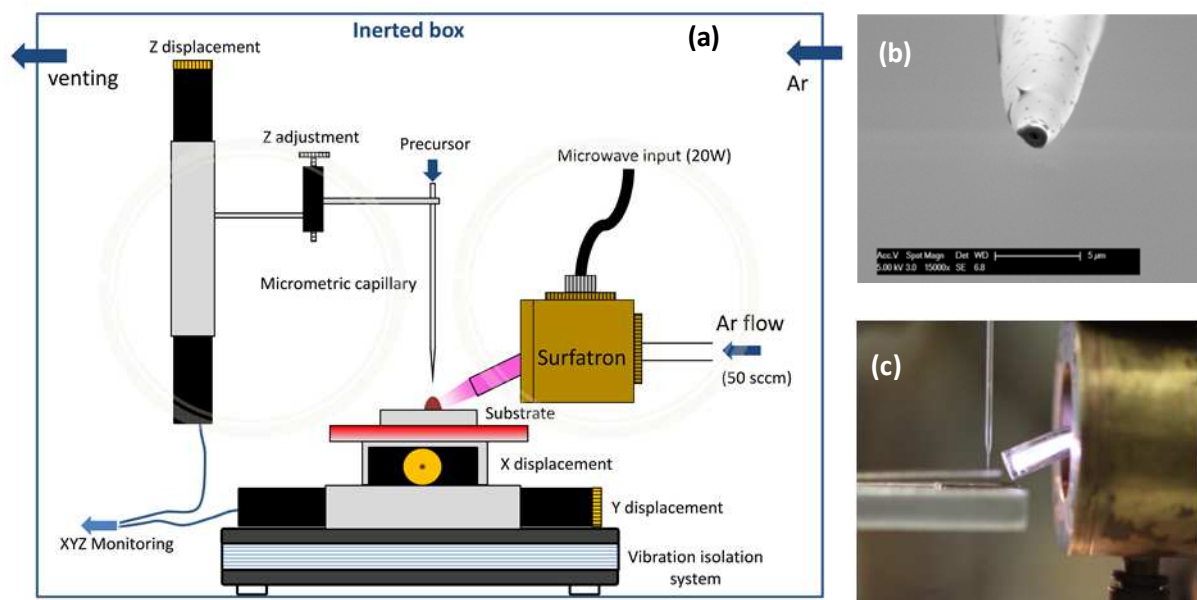 Inerted box
(a)
Z displacement
venting
Ar
Z adjustment
Precursor
Microwave input (20W)
Micrometric capillary
Ar flow
Surfatron
(50 sccm)
Substrate
X displacement
Y displacement
XYZ Monitoring
Vibration isolation
system
(b)
Acc.V Spot Magn Det WD 5 µm
5.00 kV 3.0 15000x SE 6.8
(c)